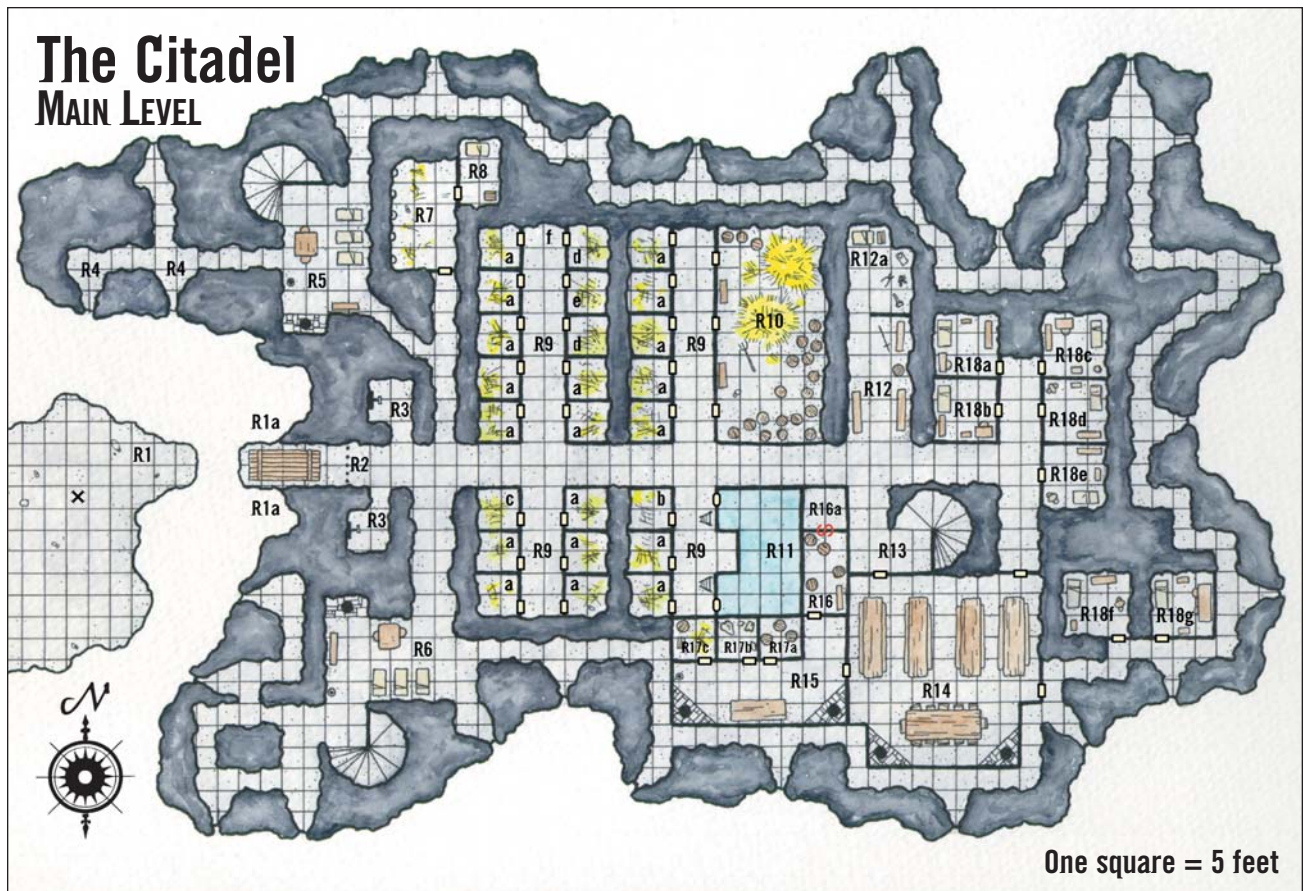 The Citadel
MAIN LEVEL
R8
R7
R4
R4
R5
a
f
d
a
a
e
a
a
R9
d
a
R9
a
a
a
a
a
R10
R12a
R12
R18a
R18c
R18b
R18d
R18e
R3
R1a
R1
R2
R1a
R3
c
a
b
R16a
S
a
R9
a
a
R9
R11
R13
a
a
R16
R17c
R17b
R17a
R18f
R18g
R6
R15
R14
N
One square = 5 feet